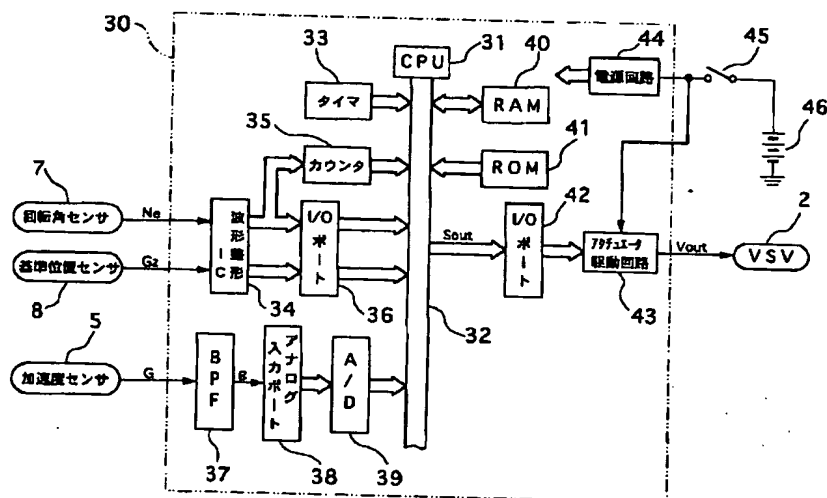 30
33
31
40
44
45
CPU
電源回路
タイマ
RAM
46
35
カウンタ
ROM
41
7
回転角センサ
Ne
波形整形IC
I/Oポート
42
I/Oポート
2
Sout
アクチュエータ
駆動回路
Vout
VSV
基準位置センサ
G2
8
34
36
32
43
5
加速度センサ
G
BPF
g
アナログ
入力ポート
A/D
37
38
39